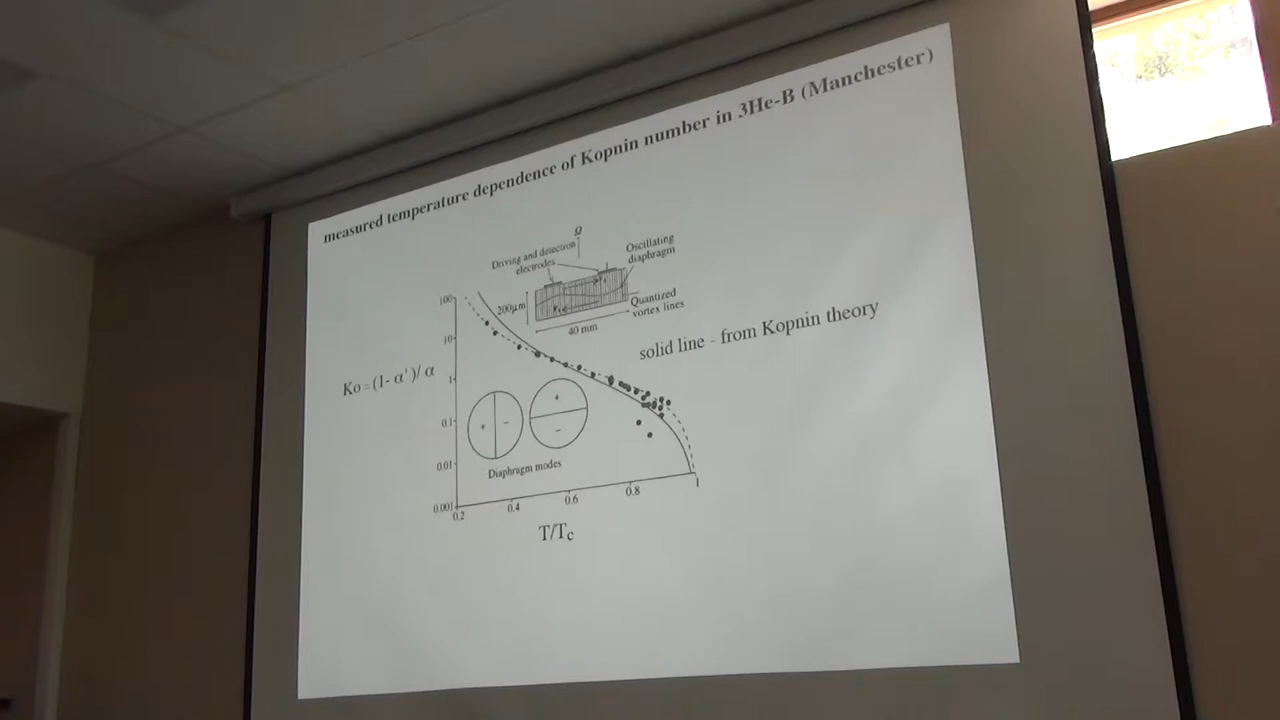 measured temperature dependence of Kopnin number in 3He-B (Manchester)
Ω
Driving and detection
electrodes
Oscillating
diaphragm
200μm
40 mm
Quantized
vortex lines
solid line - from Kopnin theory
Ko = (1- α')/ α
100
10
1
0.1
0.01
0.001
+
-
+
-
Diaphragm modes
0.2
0.4
0.6
0.8
1
T/Tc